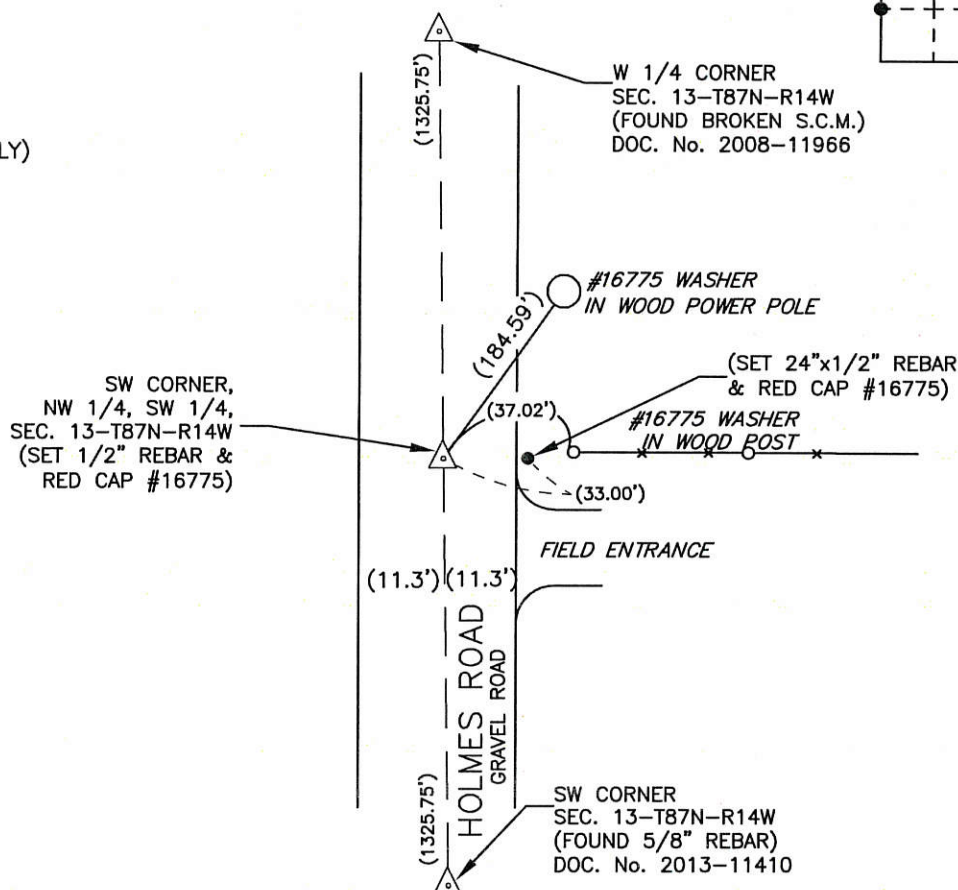 (1325.75')
W 1/4 CORNER
SEC. 13-T87N-R14W
(FOUND BROKEN S.C.M.)
DOC. No. 2008-11966
LY)
#16775 WASHER
IN WOOD POWER POLE
(184.59')
(SET 24"x1/2" REBAR
& RED CAP #16775)
SW CORNER,
NW 1/4, SW 1/4,
SEC. 13-T87N-R14W
(SET 1/2" REBAR &
RED CAP #16775)
(37.02')
#16775 WASHER
IN WOOD POST
(33.00')
FIELD ENTRANCE
(11.3') (11.3')
HOLMES ROAD
GRAVEL ROAD
(1325.75')
SW CORNER
SEC. 13-T87N-R14W
(FOUND 5/8" REBAR)
DOC. No. 2013-11410